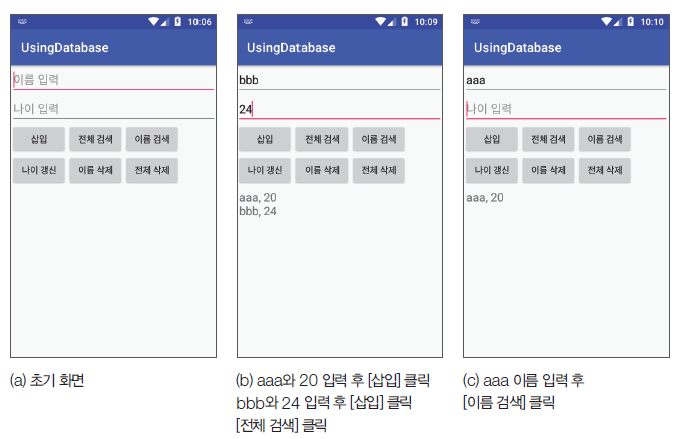 10:06
UsingDatabase
이름 입력
나이 입력
삽입 전체 검색 이름 검색
나이 갱신 이름 삭제 전체 삭제
(a) 초기 화면
10:09
UsingDatabase
bbb
24
삽입 전체 검색 이름 검색
나이 갱신 이름 삭제 전체 삭제
aaa, 20
bbb, 24
(b) aaa와 20 입력 후 [삽입] 클릭
bbb와 24 입력 후 [삽입] 클릭
[전체 검색] 클릭
10:10
UsingDatabase
aaa
나이 입력
삽입 전체 검색 이름 검색
나이 갱신 이름 삭제 전체 삭제
aaa, 20
(c) aaa 이름 입력 후
[이름 검색] 클릭